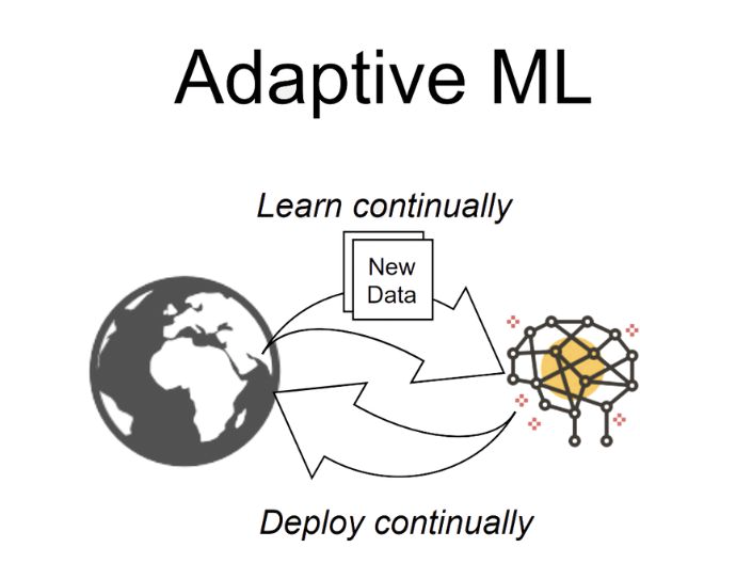 Adaptive ML
Learn continually
New
Data
Deploy continually